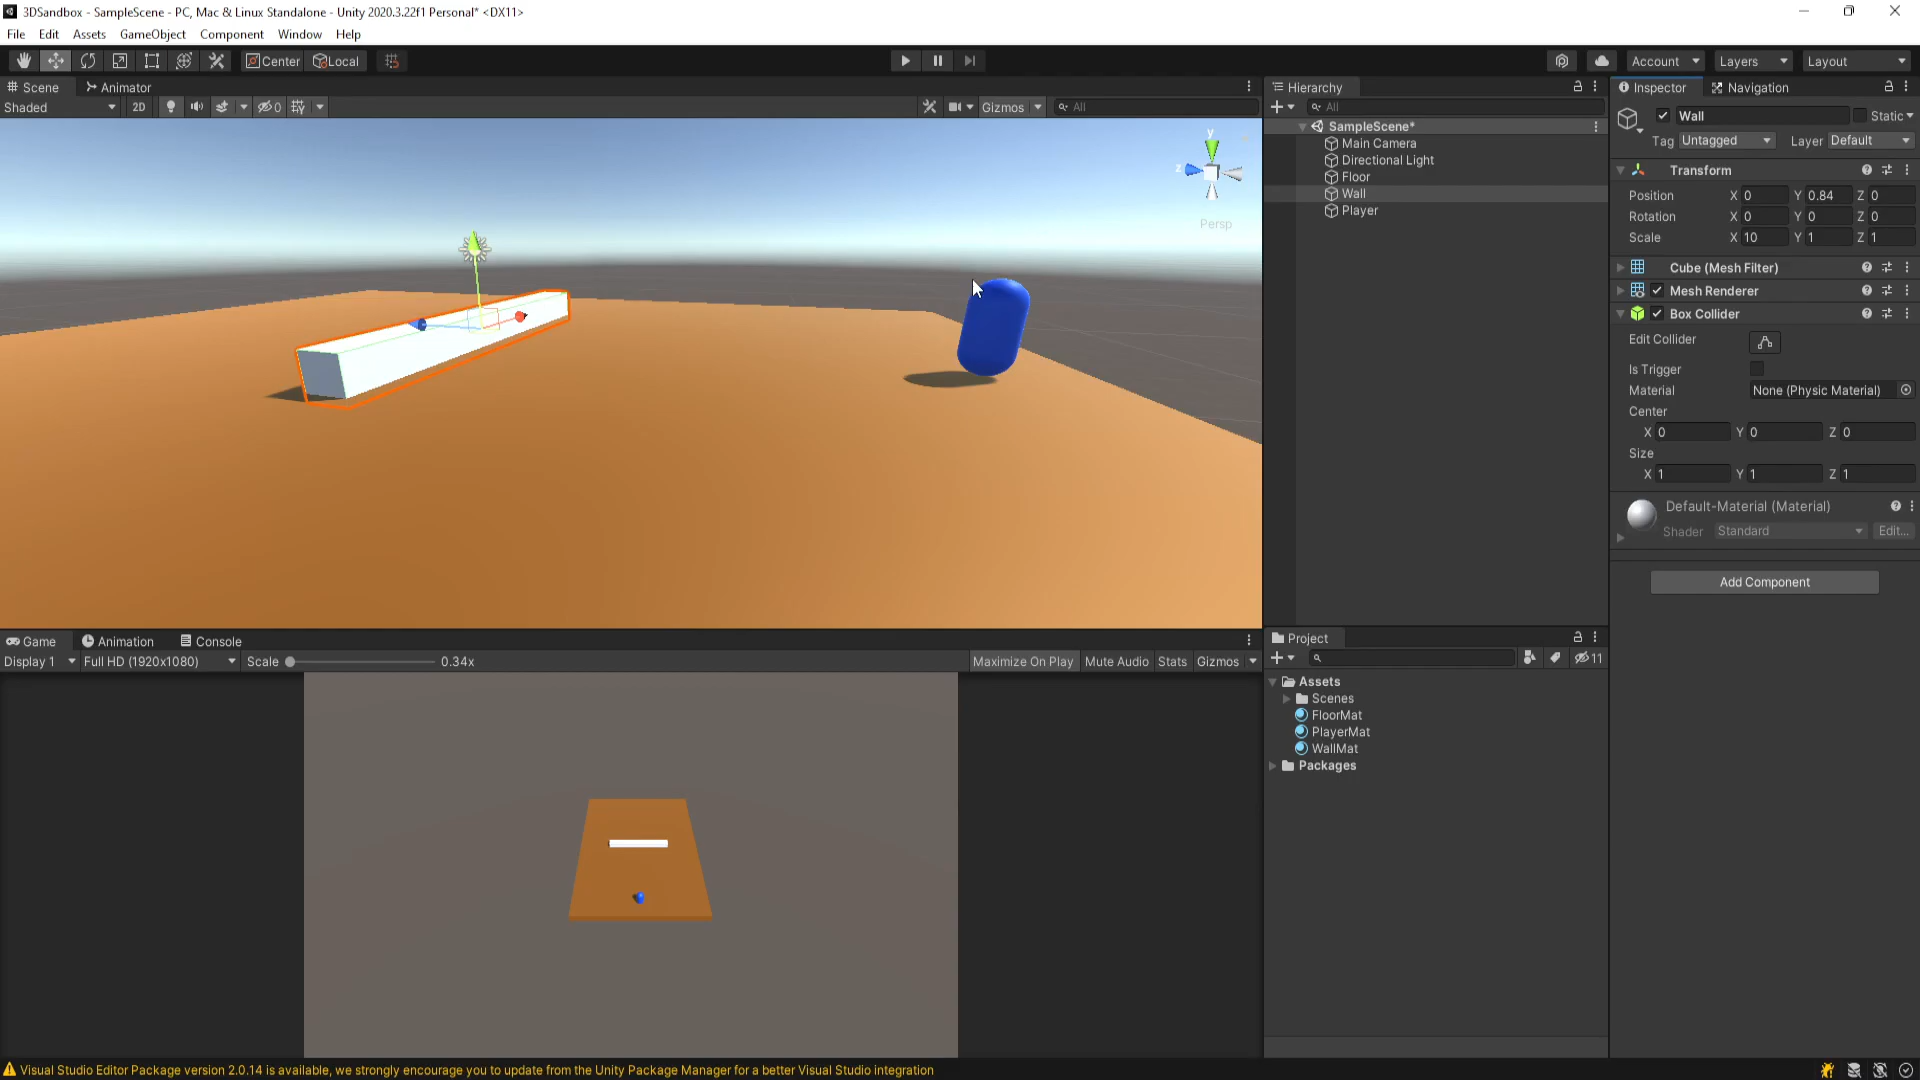 3DSandbox - SampleScene - PC, Mac & Linux Standalone - Unity 2020.3.22f1 Personal* <DX11>
File Edit Assets GameObject Component Window Help
Center Local
Account Layers Layout
Scene Animator
Shaded 2D 0 Gizmos All
y
z
Persp
Hierarchy
All
SampleScene*
Main Camera
Directional Light
Floor
Wall
Player
Inspector Navigation
Wall Static
Tag Untagged Layer Default
Transform
Position X 0 Y 0.84 Z 0
Rotation X 0 Y 0 Z 0
Scale X 10 Y 1 Z 1
Cube (Mesh Filter)
Mesh Renderer
Box Collider
Edit Collider
Is Trigger
Material None (Physic Material)
Center
X 0 Y 0 Z 0
Size
X 1 Y 1 Z 1
Default-Material (Material)
Shader Standard Edit...
Add Component
Game Animation Console
Display 1 Full HD (1920x1080) Scale 0.34x Maximize On Play Mute Audio Stats Gizmos
Project
11
Assets
Scenes
FloorMat
PlayerMat
WallMat
Packages
Visual Studio Editor Package version 2.0.14 is available, we strongly encourage you to update from the Unity Package Manager for a better Visual Studio integration